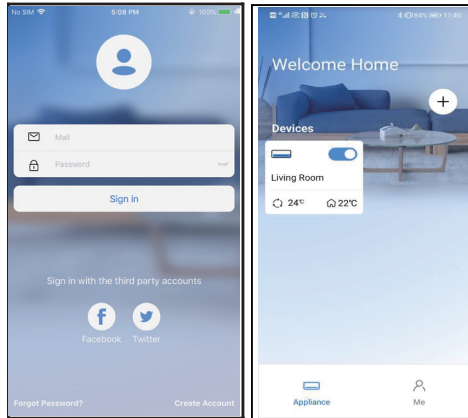 No SIM
5:08 PM
100%
Mail
Password
Sign in
Sign in with the third party accounts
Facebook
Twitter
Forgot Password?
Create Account
84%
11:40
Welcome Home
Devices
Living Room
24℃
22℃
Appliance
Me